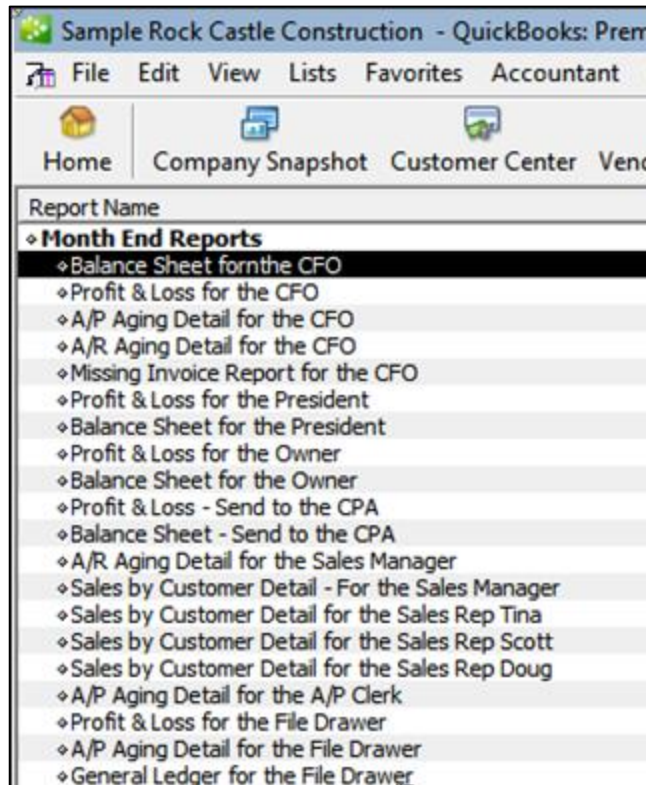 Sample Rock Castle Construction - QuickBooks: Prem
File Edit View Lists Favorites Accountant
Home Company Snapshot Customer Center Vend
Report Name
Month End Reports
Balance Sheet fornthe CFO
Profit & Loss for the CFO
A/P Aging Detail for the CFO
A/R Aging Detail for the CFO
Missing Invoice Report for the CFO
Profit & Loss for the President
Balance Sheet for the President
Profit & Loss for the Owner
Balance Sheet for the Owner
Profit & Loss - Send to the CPA
Balance Sheet - Send to the CPA
A/R Aging Detail for the Sales Manager
Sales by Customer Detail - For the Sales Manager
Sales by Customer Detail for the Sales Rep Tina
Sales by Customer Detail for the Sales Rep Scott
Sales by Customer Detail for the Sales Rep Doug
A/P Aging Detail for the A/P Clerk
Profit & Loss for the File Drawer
A/P Aging Detail for the File Drawer
General Ledger for the File Drawer